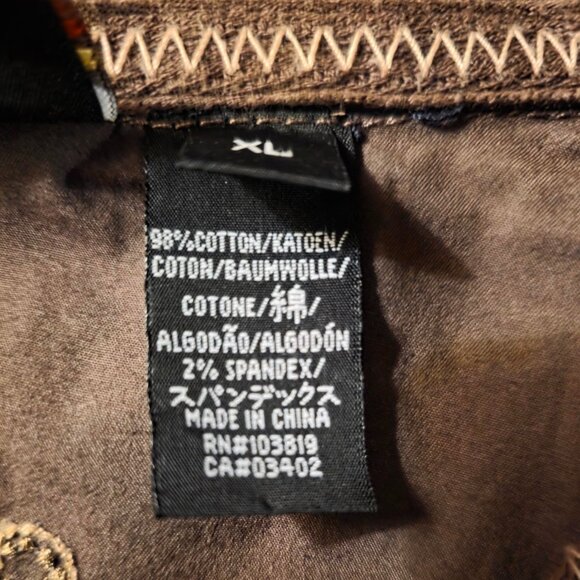 XL
98%COTTON/KATOEN/
COTON/BAUMWOLLE/
COTONE/綿/
ALGODÃO/ALGODÓN
2% SPANDEX/
スパンデックス
MADE IN CHINA
RN#103819
CA#03402